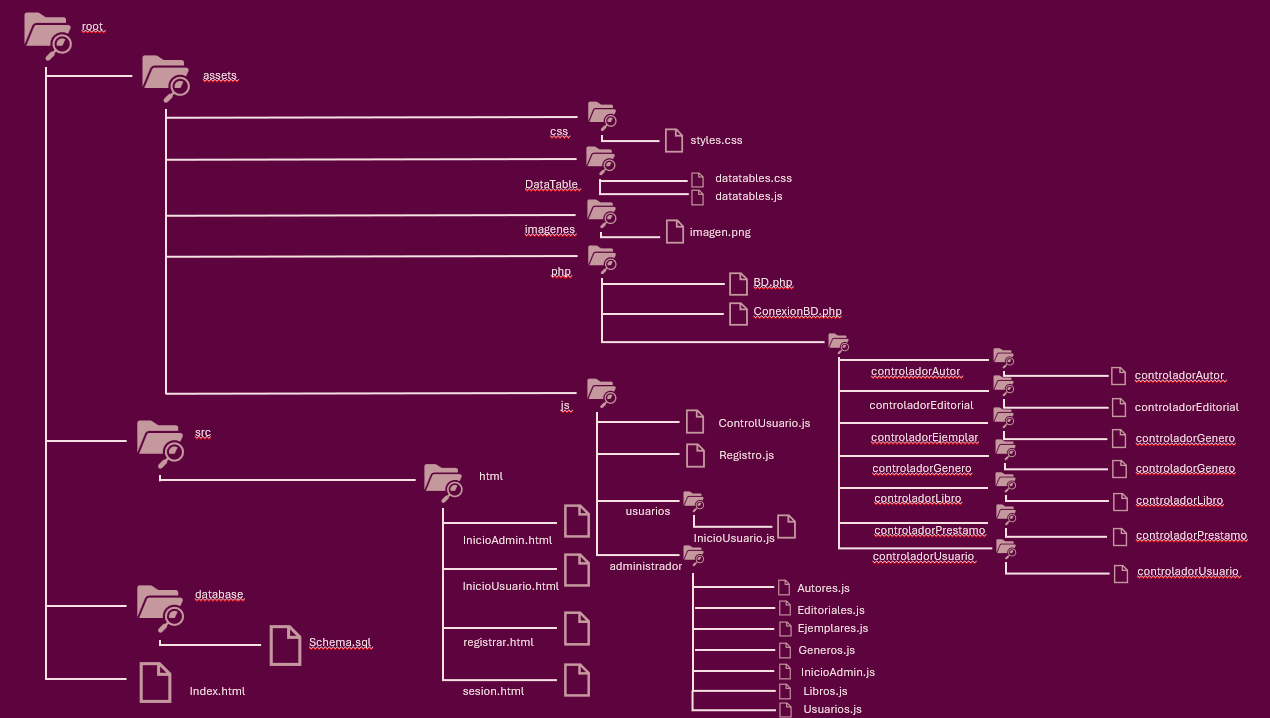 root
assets
css
styles.css
DataTable
datatables.css
datatables.js
imagenes
imagen.png
php
BD.php
ConexionBD.php
controladorAutor
controladorAutor
controladorEditorial
controladorEditorial
controladorEjemplar
controladorGenero
controladorGenero
controladorGenero
controladorLibro
controladorLibro
controladorPrestamo
controladorPrestamo
controladorUsuario
controladorUsuario
js
ControlUsuario.js
Registro.js
usuarios
InicioUsuario.js
administrador
Autores.js
Editoriales.js
Ejemplares.js
Generos.js
InicioAdmin.js
Libros.js
Usuarios.js
src
html
InicioAdmin.html
InicioUsuario.html
registrar.html
sesion.html
database
Schema.sql
Index.html